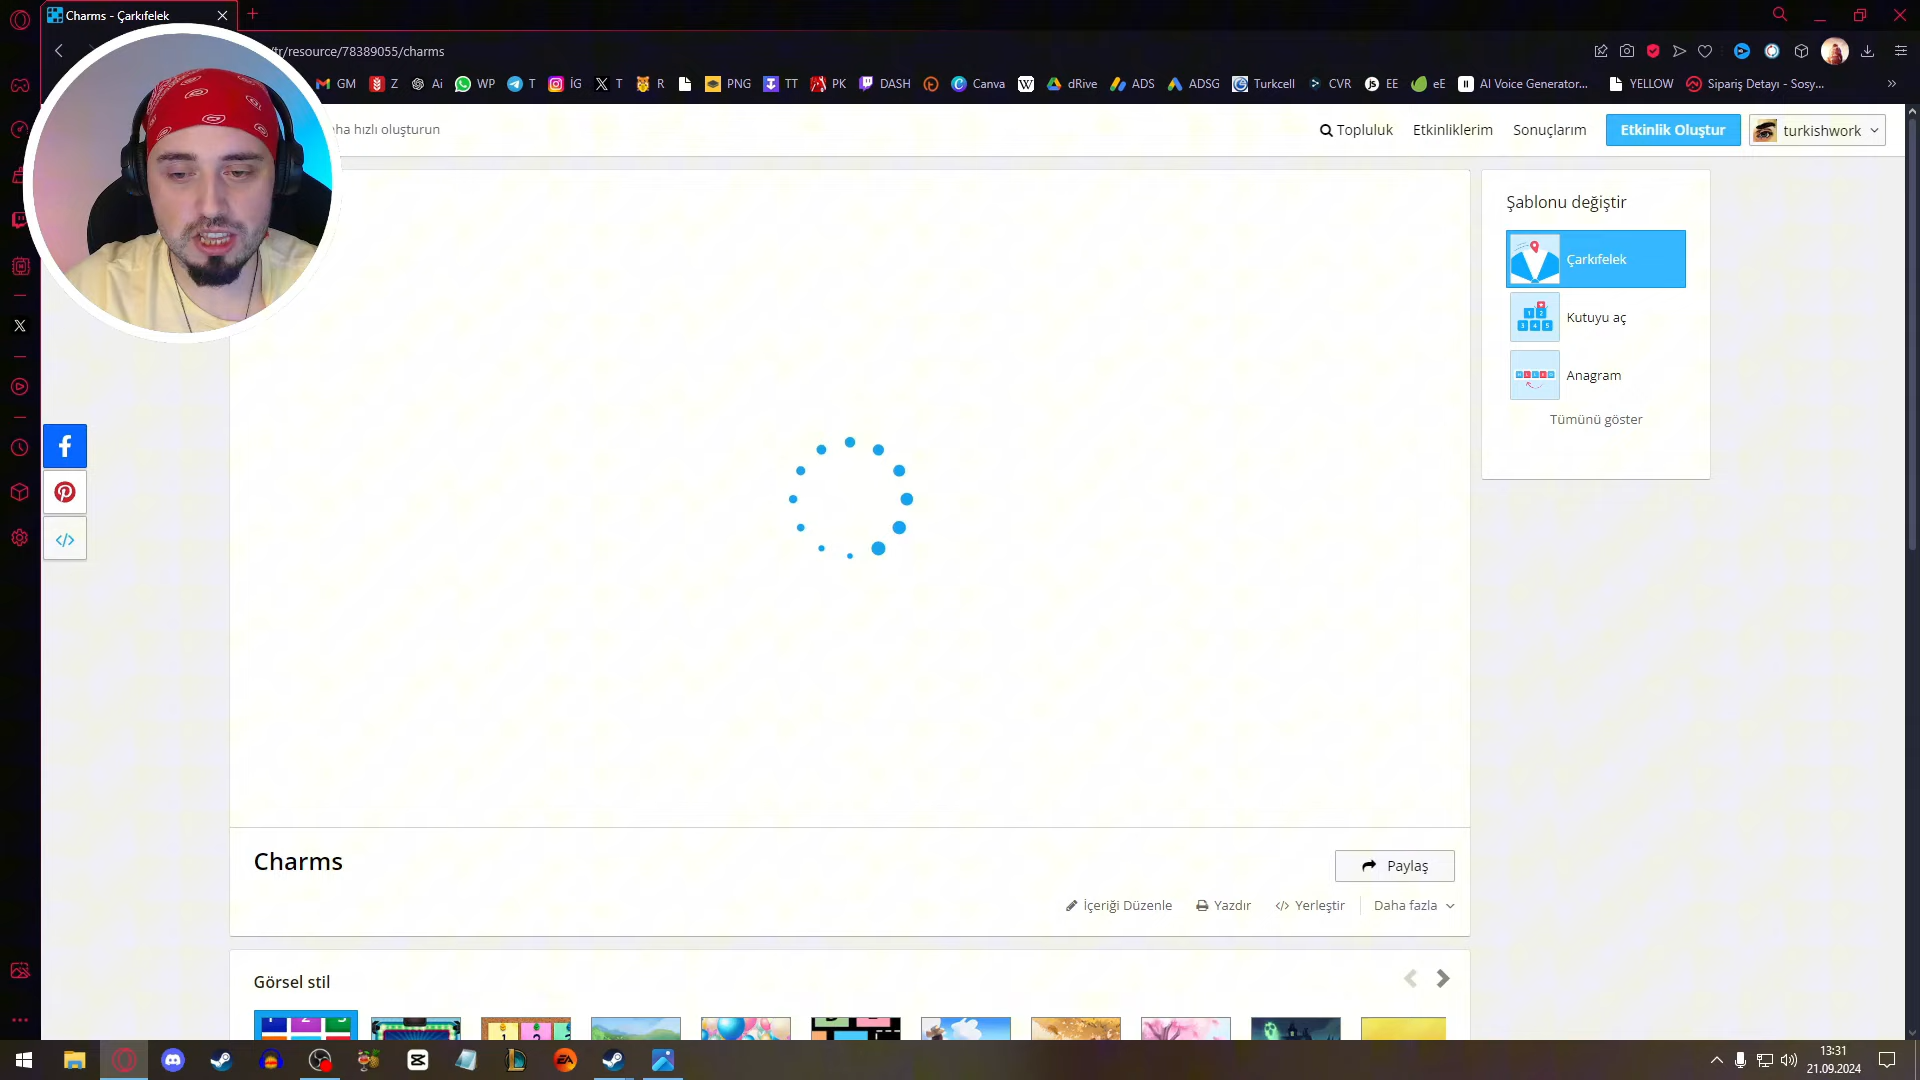 Charms - Çarkıfelek
/tr/resource/78389055/charms
GM Z Ai WP T İG T R PNG TT PK DASH Canva dRive ADS ADSG Turkcell CVR EE eE AI Voice Generator... YELLOW Sipariş Detayı - Sosy...
ha hızlı oluşturun
Topluluk Etkinliklerim Sonuçlarım Etkinlik Oluştur turkishwork
Şablonu değiştir
Çarkıfelek
Kutuyu aç
Anagram
Tümünü göster
Charms
Paylaş
İçeriği Düzenle Yazdır Yerleştir Daha fazla
Görsel stil
13:31
21.09.2024